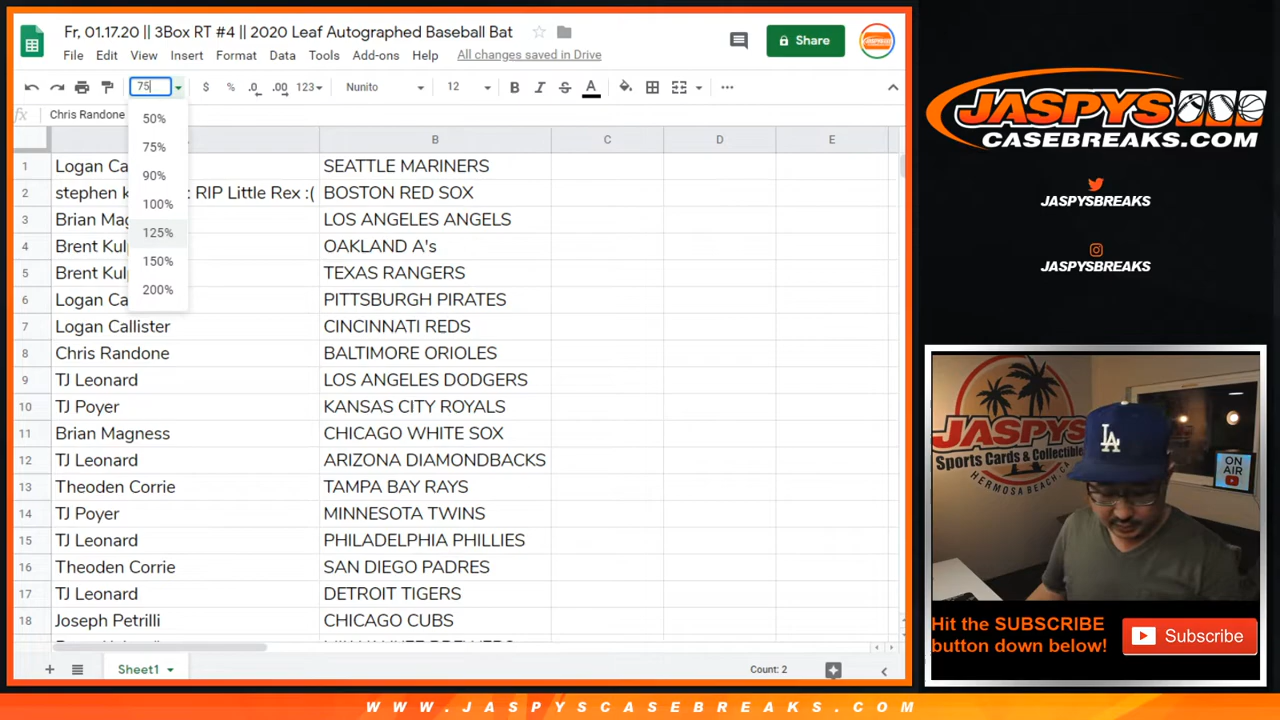 Fr, 01.17.20 || 3Box RT #4 || 2020 Leaf Autographed Baseball Bat
File Edit View Insert Format Data Tools Add-ons Help All changes saved in Drive
Share
75 $ % .0 .00 123 Nunito 12 B I S A
fx Chris Randone
50%
75%
90%
100%
125%
150%
200%
A B C D E
1 Logan Ca SEATTLE MARINERS
2 stephen k : RIP Little Rex :( BOSTON RED SOX
3 Brian Mag LOS ANGELES ANGELS
4 Brent Kul OAKLAND A's
5 Brent Kul TEXAS RANGERS
6 Logan Ca PITTSBURGH PIRATES
7 Logan Callister CINCINNATI REDS
8 Chris Randone BALTIMORE ORIOLES
9 TJ Leonard LOS ANGELES DODGERS
10 TJ Poyer KANSAS CITY ROYALS
11 Brian Magness CHICAGO WHITE SOX
12 TJ Leonard ARIZONA DIAMONDBACKS
13 Theoden Corrie TAMPA BAY RAYS
14 TJ Poyer MINNESOTA TWINS
15 TJ Leonard PHILADELPHIA PHILLIES
16 Theoden Corrie SAN DIEGO PADRES
17 TJ Leonard DETROIT TIGERS
18 Joseph Petrilli CHICAGO CUBS
Sheet1
Count: 2
JASPYS
CASEBREAKS.COM
JASPYSBREAKS
JASPYSBREAKS
JASPYS
Sports Cards & Collectible
HERMOSA BEACH, CA
LA
ON AIR
Hit the SUBSCRIBE
button down below!
Subscribe
WWW.JASPYSCASEBREAKS.COM